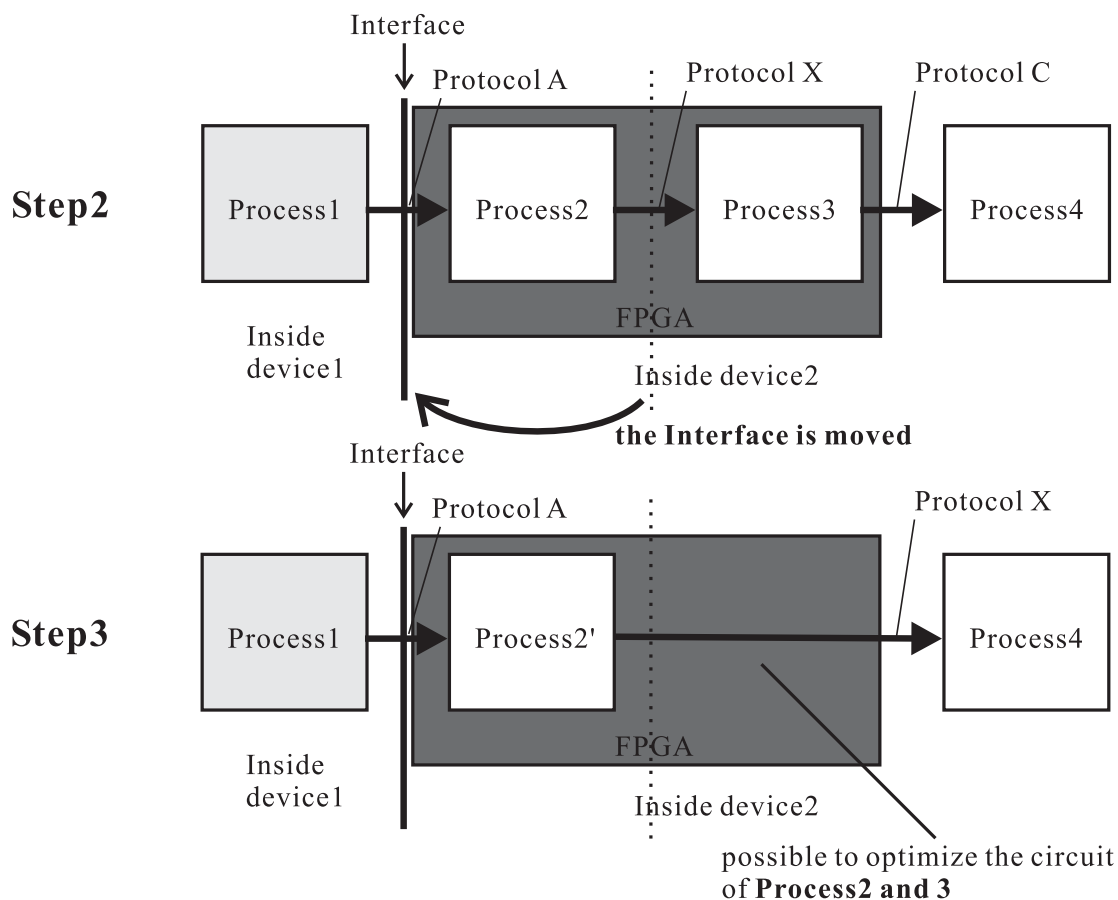 Interface
Protocol A
Protocol X
Protocol C
Step2
Process1
Process2
Process3
Process4
FPGA
Inside
device1
Inside device2
the Interface is moved
Interface
Protocol A
Protocol X
Step3
Process1
Process2'
Process4
FPGA
Inside
device1
Inside device2
possible to optimize the circuit
of Process2 and 3